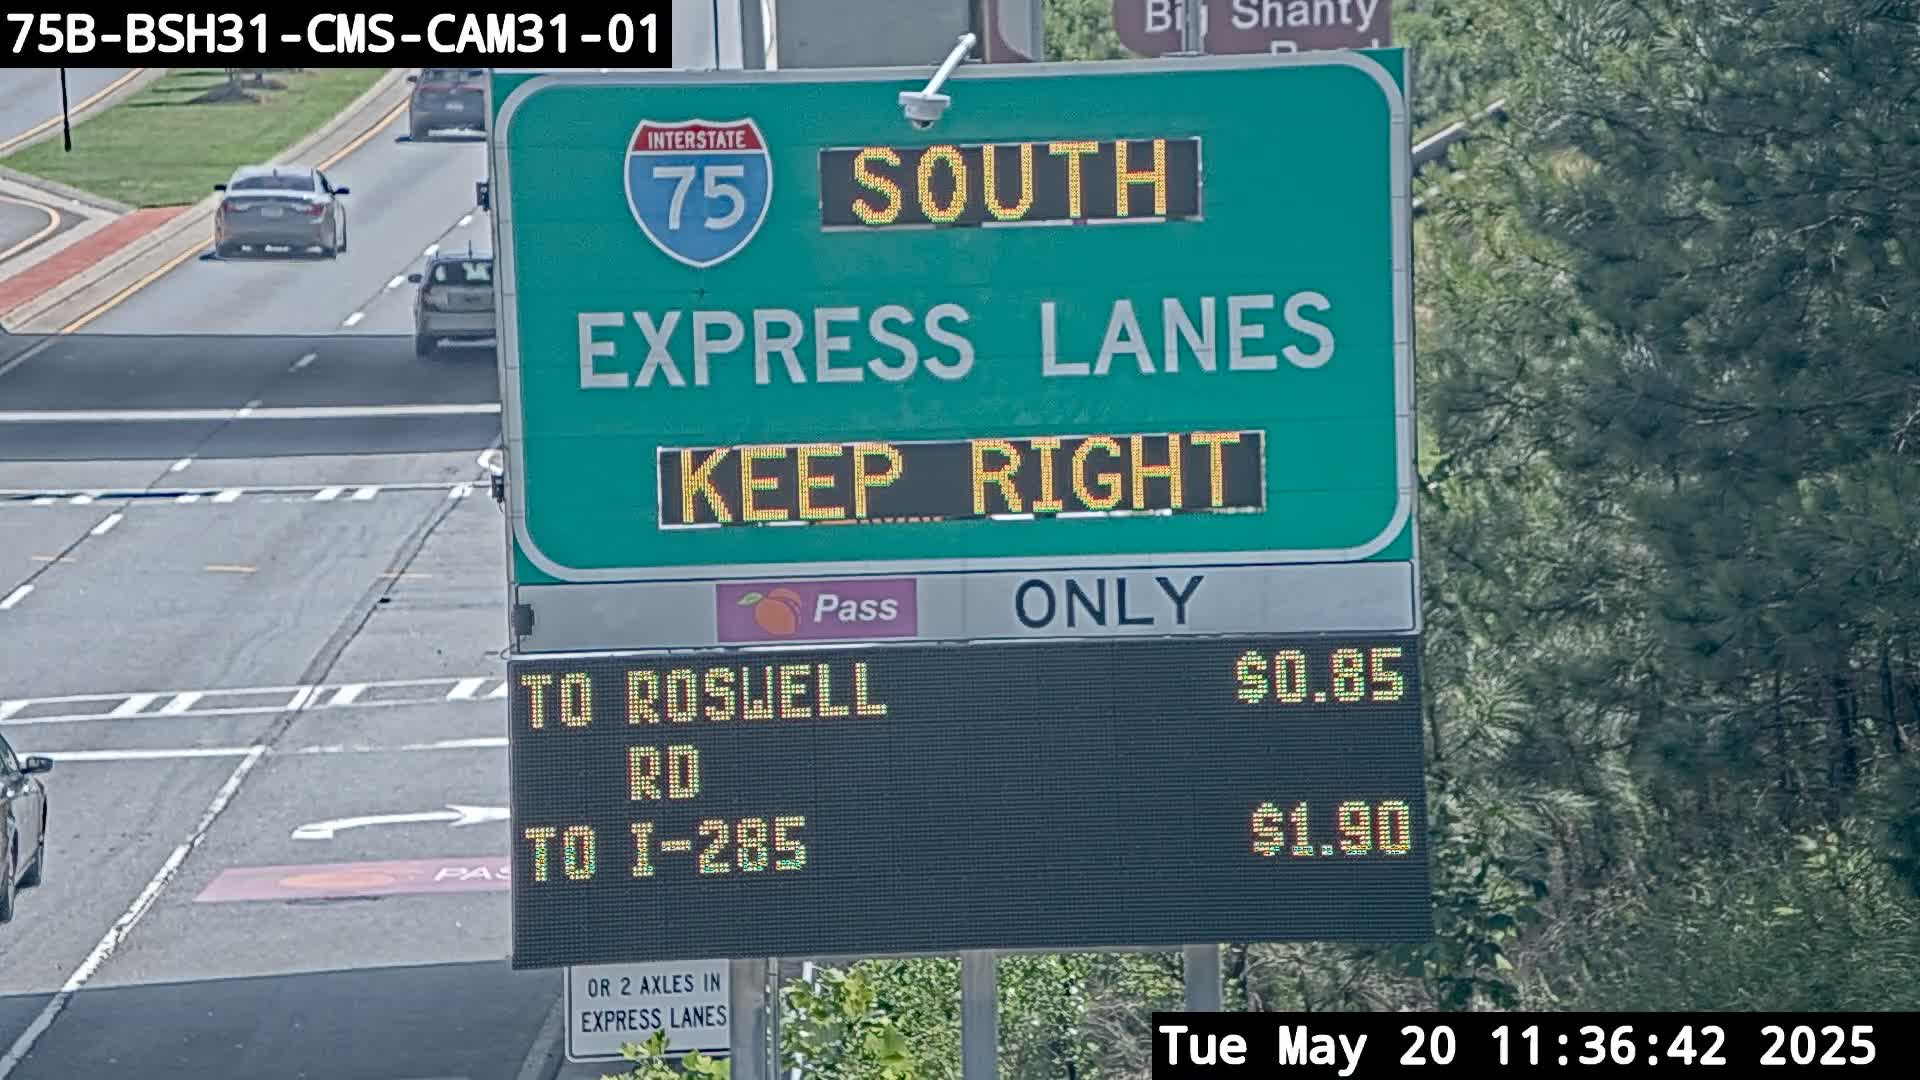 75B-BSH31-CMS-CAM31-01
Big Shanty
Road
INTERSTATE
75
SOUTH
EXPRESS LANES
KEEP RIGHT
Pass ONLY
TO ROSWELL $0.85
RD
TO I-285 $1.90
PAS
OR 2 AXLES IN
EXPRESS LANES
Tue May 20 11:36:42 2025